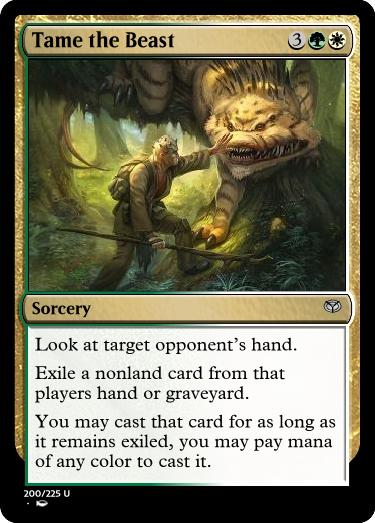 Tame the Beast 3
Sorcery
Look at target opponent's hand.
Exile a nonland card from that
players hand or graveyard.
You may cast that card for as long as
it remains exiled, you may pay mana
of any color to cast it.
200/225 U